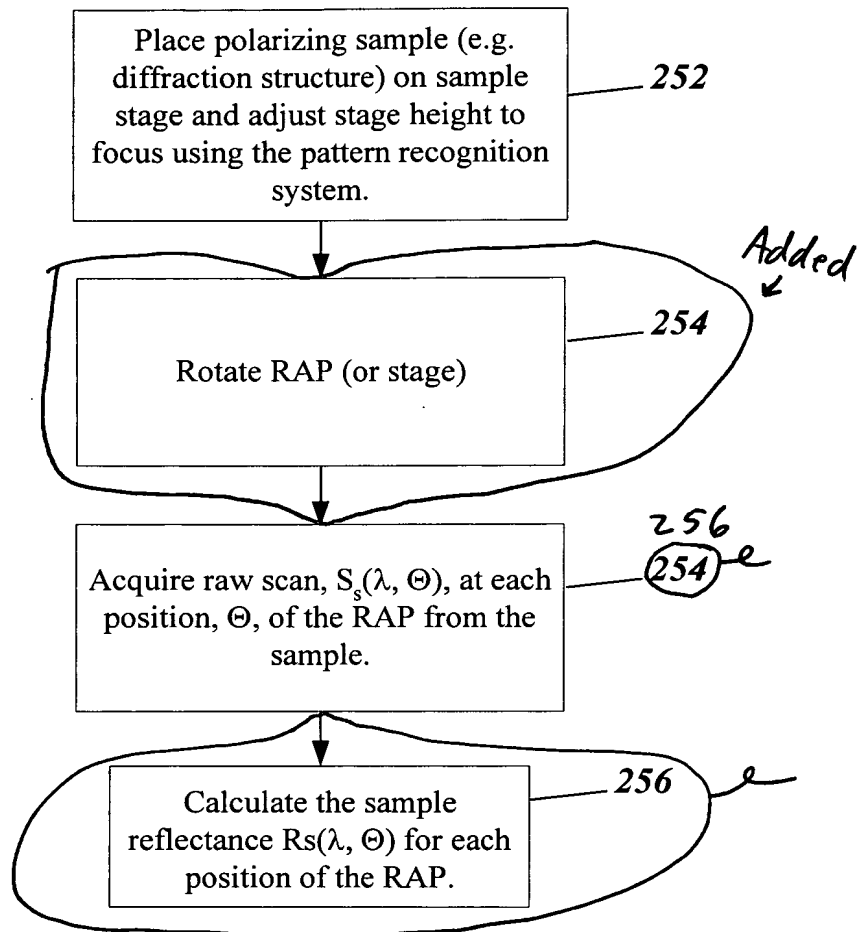 Place polarizing sample (e.g.
diffraction structure) on sample
stage and adjust stage height to
focus using the pattern recognition
system.
252
Added
Rotate RAP (or stage)
254
256
Acquire raw scan, Sₛ(λ, Θ), at each
position, Θ, of the RAP from the
sample.
254
Calculate the sample
reflectance Rs(λ, Θ) for each
position of the RAP.
256